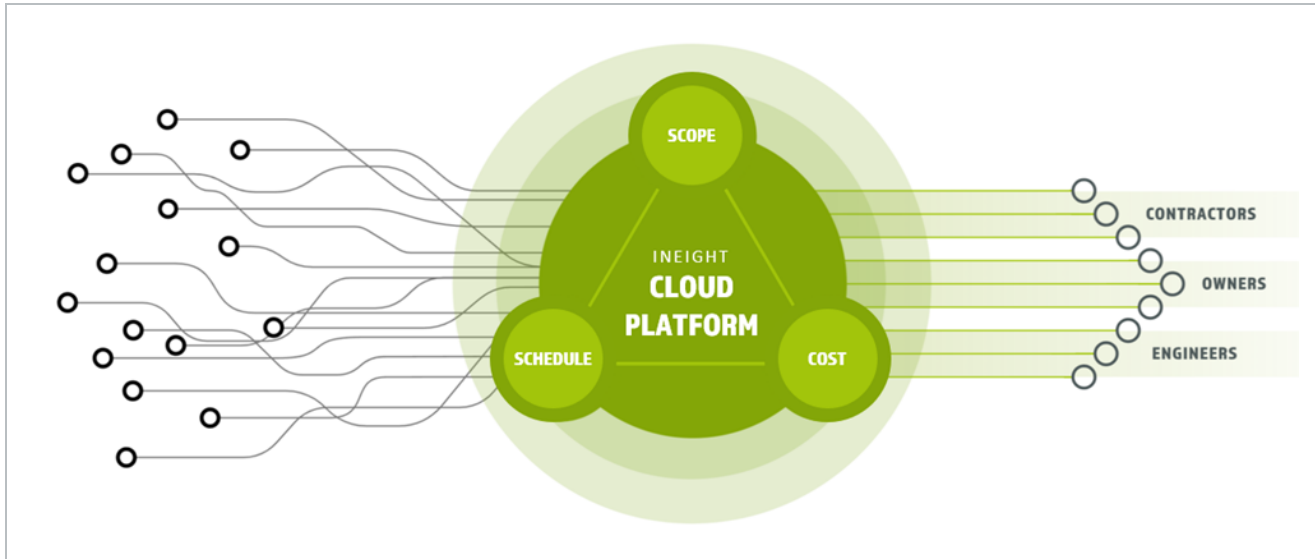 SCOPE
INEIGHT
CLOUD
PLATFORM
SCHEDULE
COST
CONTRACTORS
OWNERS
ENGINEERS